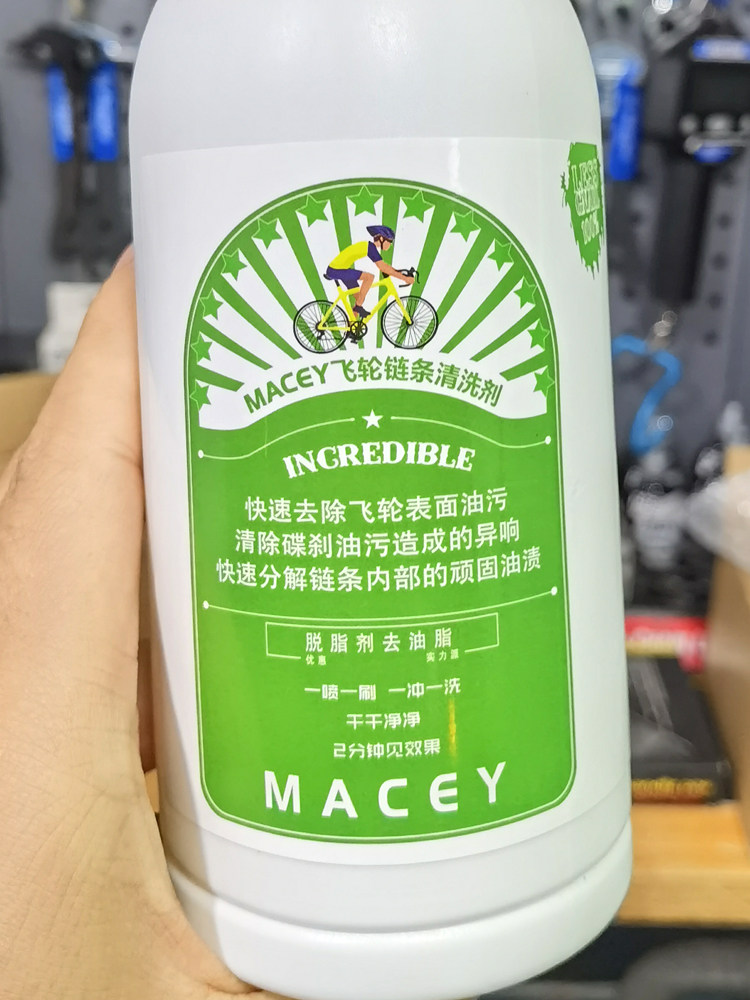 MACEY飞轮链条清洗剂
INCREDIBLE
快速去除飞轮表面油污
清除碟刹油污造成的异响
快速分解链条内部的顽固油渍
脱脂剂去油脂
优惠 实力派
一喷一刷 一冲一洗
干干净净
2分钟见效果
MACEY
100%